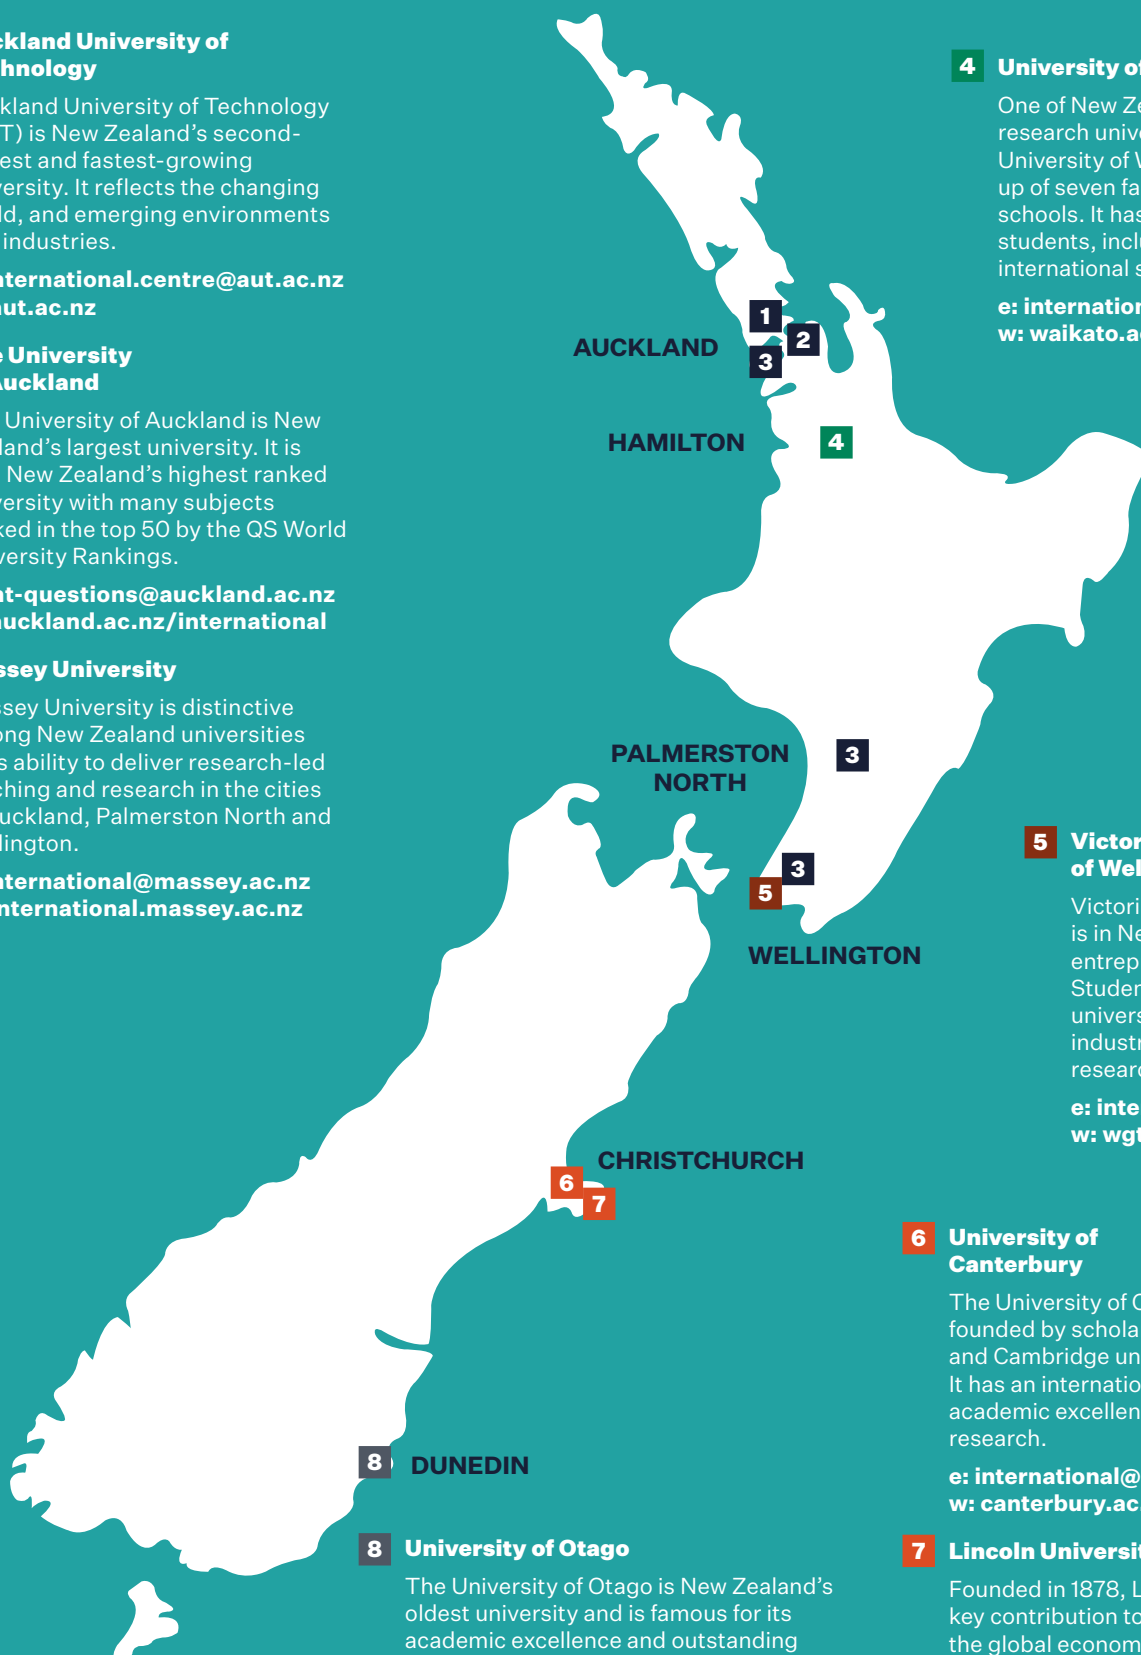 ckland University of
hnology
kland University of Technology
T) is New Zealand's second-
est and fastest-growing
versity. It reflects the changing
ld, and emerging environments
industries.
nternational.centre@aut.ac.nz
aut.ac.nz
e University
Auckland
University of Auckland is New
land's largest university. It is
New Zealand's highest ranked
versity with many subjects
ked in the top 50 by the QS World
versity Rankings.
nt-questions@auckland.ac.nz
auckland.ac.nz/international
ssey University
ssey University is distinctive
ong New Zealand universities
s ability to deliver research-led
ching and research in the cities
uckland, Palmerston North and
lington.
nternational@massey.ac.nz
nternational.massey.ac.nz
1
2
AUCKLAND
3
HAMILTON
4
PALMERSTON
NORTH
3
3
5
WELLINGTON
CHRISTCHURCH
6
7
8
DUNEDIN
4 University of
One of New Ze
research unive
University of W
up of seven fa
schools. It has
students, inclu
international s
e: internation
w: waikato.a
5 Victor
of Wel
Victori
is in Ne
entrep
Studen
univers
industr
researc
e: inte
w: wgt
6 University of
Canterbury
The University of C
founded by schola
and Cambridge un
It has an internatio
academic excellen
research.
e: international@
w: canterbury.ac.
7 Lincoln Universit
Founded in 1878, L
key contribution to
the global econom
8 University of Otago
The University of Otago is New Zealand's
oldest university and is famous for its
academic excellence and outstanding